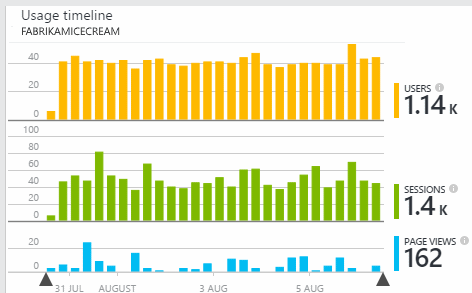 Usage timeline
FABRIKAMICECREAM
40
20
0
USERS
1.14 K
100
80
60
40
20
0
SESSIONS
1.4 K
20
0
PAGE VIEWS
162
31 JUL AUGUST 3 AUG 5 AUG